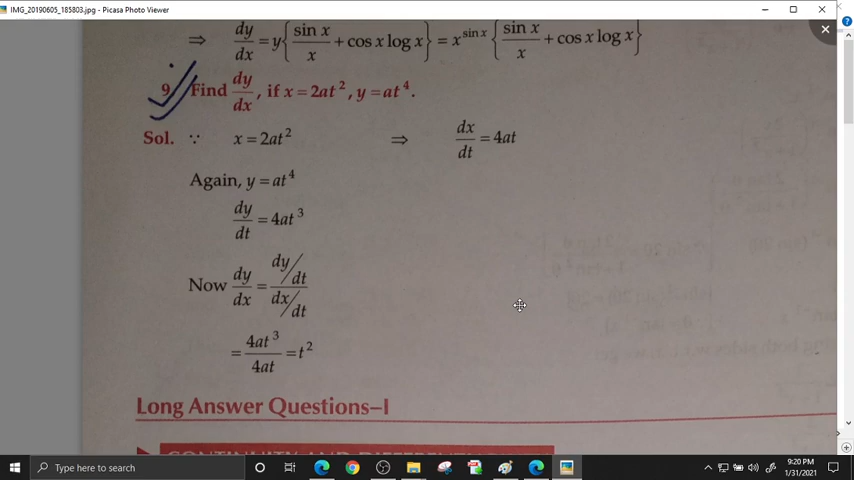 IMG_20190605_185803.jpg - Picasa Photo Viewer
⇒ dy/dx = y{sin x/x + cos x log x} = x^sin x {sin x/x + cos x log x}
9. Find dy/dx, if x = 2at², y = at⁴.
Sol. ∵ x = 2at² ⇒ dx/dt = 4at
Again, y = at⁴
dy/dt = 4at³
Now dy/dx = (dy/dt)/(dx/dt)
= 4at³/4at = t²
Long Answer Questions–I
Type here to search
9:20 PM
1/31/2021